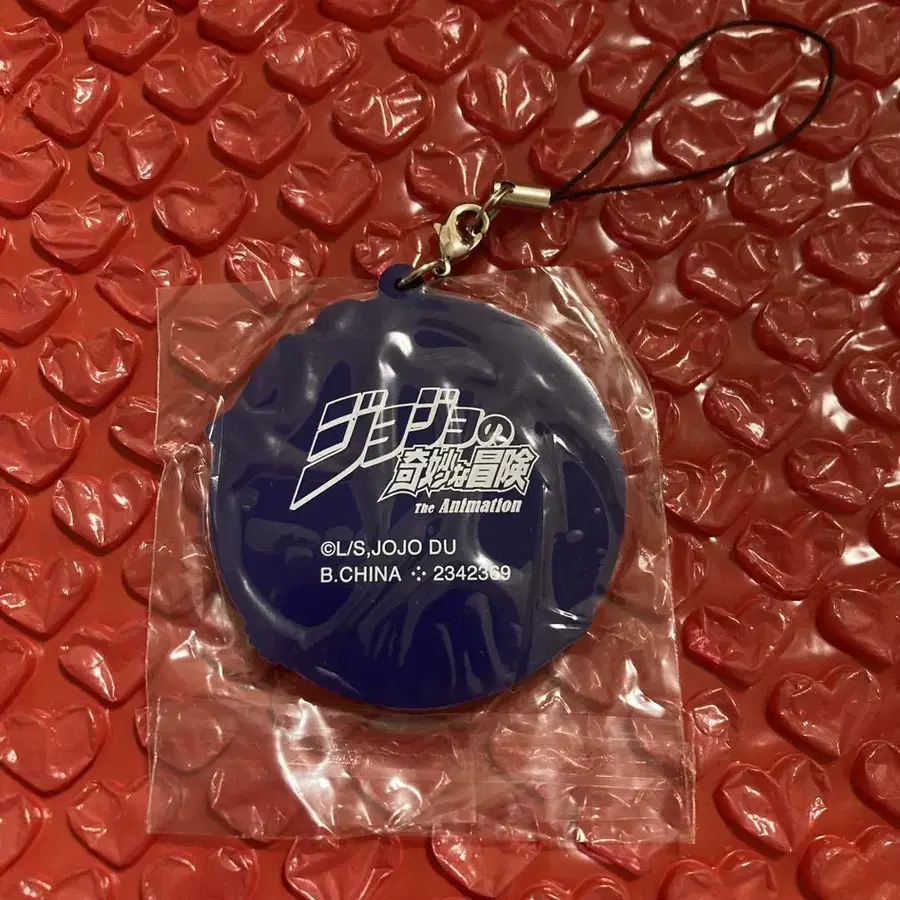 ジョジョの
奇妙な冒険
The Animation
©L/S,JOJO DU
B.CHINA ⁘ 2342369